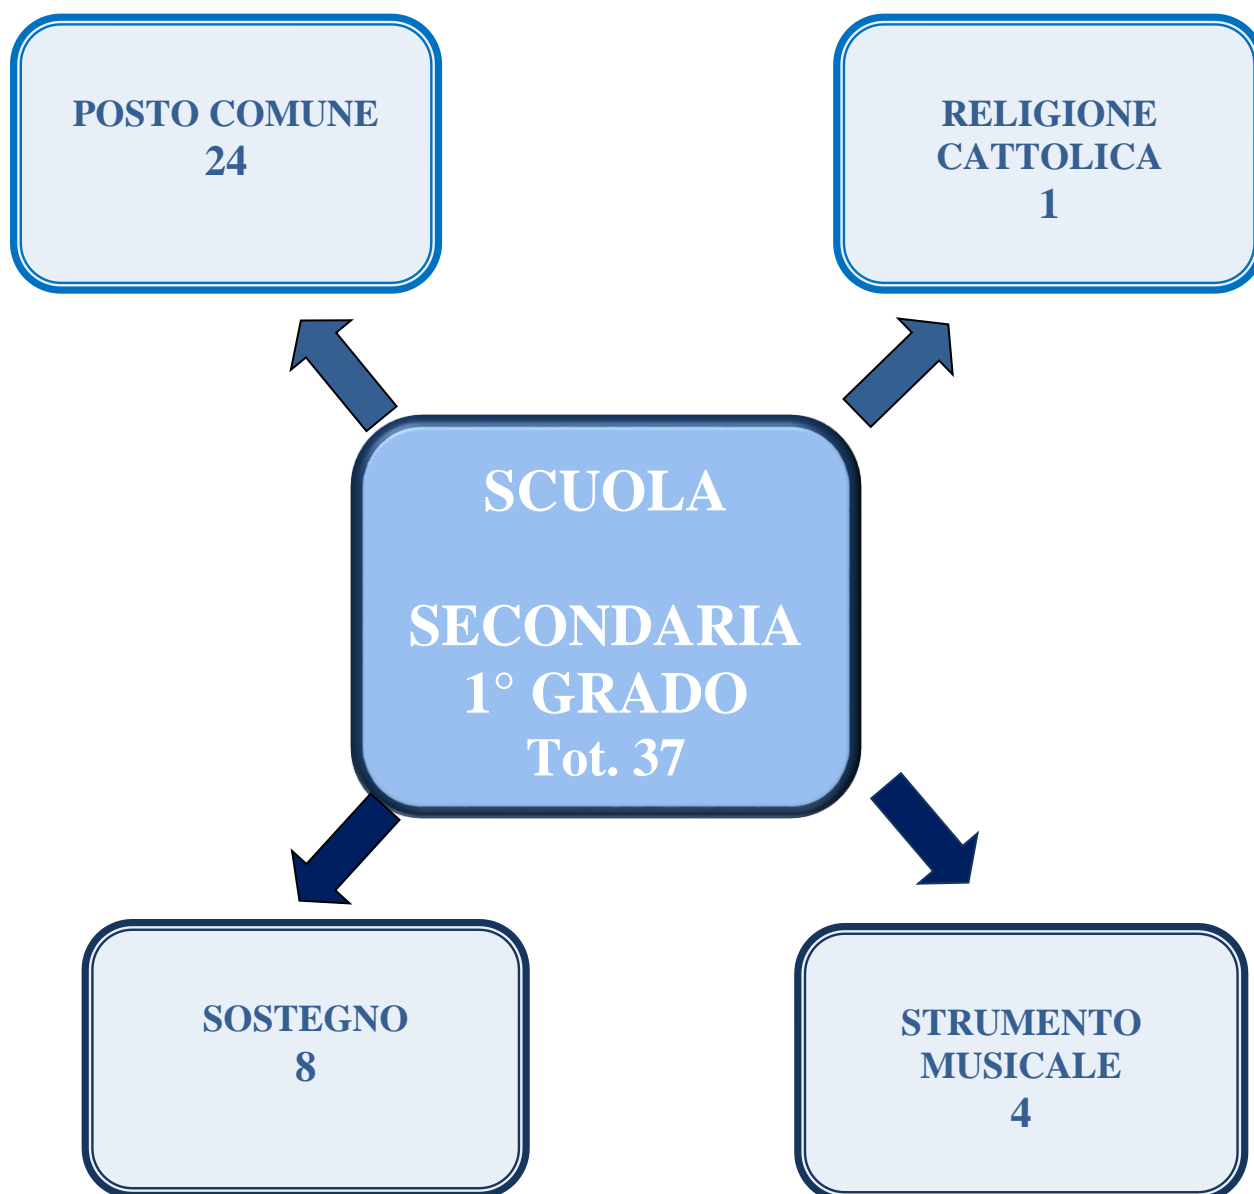 POSTO COMUNE
24
RELIGIONE
CATTOLICA
1
SCUOLA
SECONDARIA
1° GRADO
Tot. 37
SOSTEGNO
8
STRUMENTO
MUSICALE
4